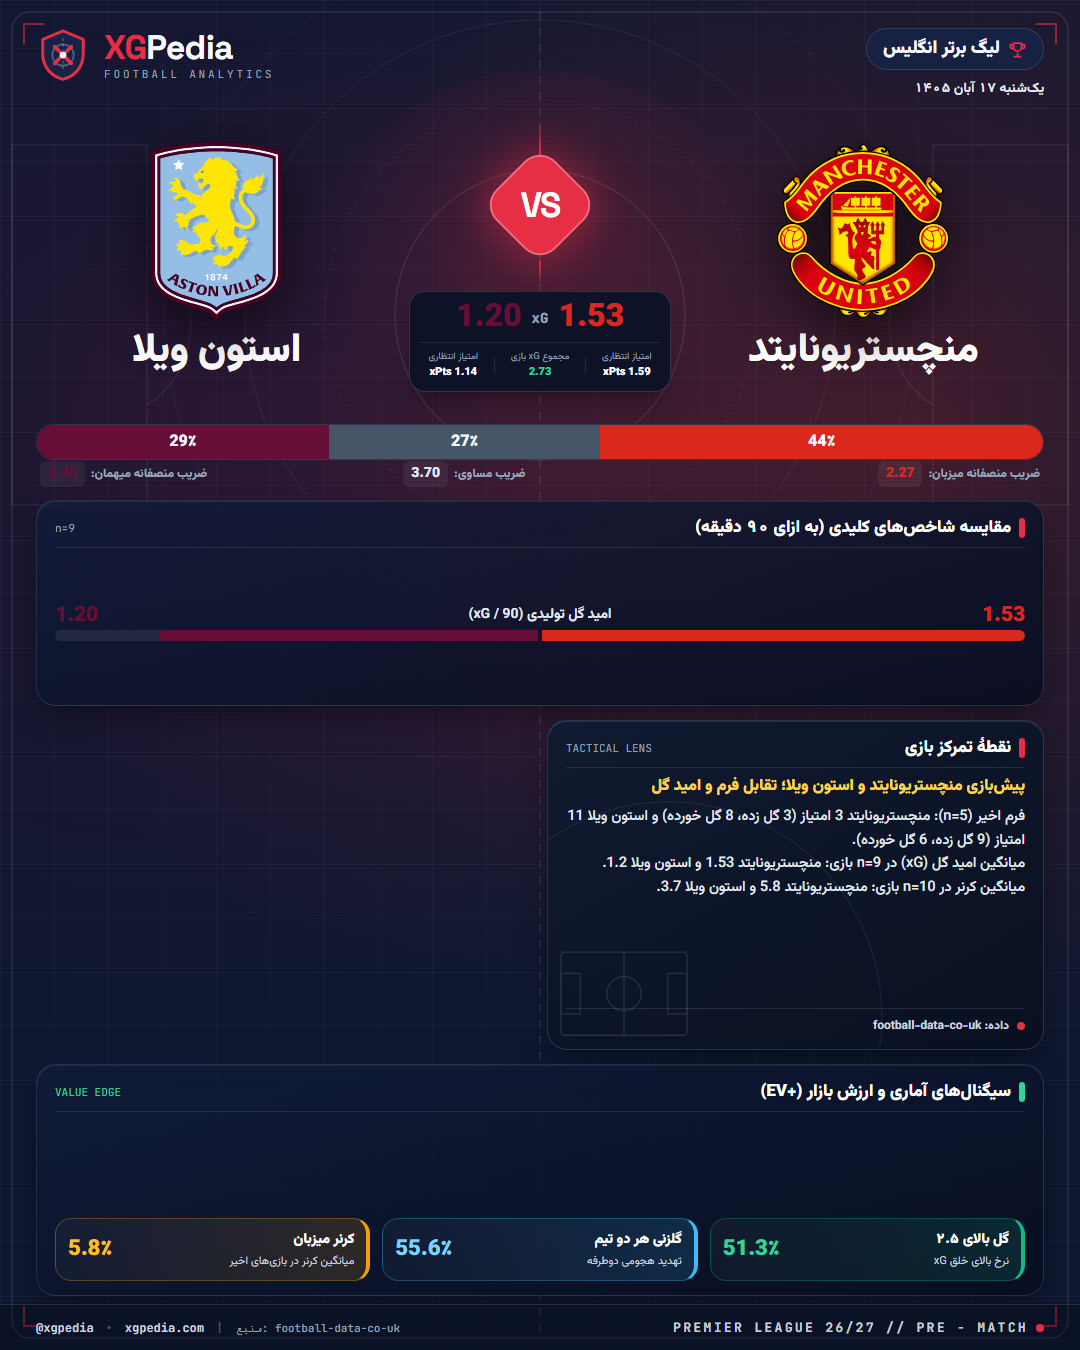 XGPedia
FOOTBALL ANALYTICS
لیگ برتر انگلیس
یک‌شنبه ۱۷ آبان ۱۴۰۵
MANCHESTER
UNITED
VS
1874
ASTON VILLA
منچستریونایتد
استون ویلا
1.53 xG 1.20
امتیاز انتظاری
1.59 xPts
مجموع xG بازی
2.73
امتیاز انتظاری
1.14 xPts
44٪
27٪
29٪
ضریب منصفانه میزبان: 2.27
ضریب مساوی: 3.70
ضریب منصفانه میهمان: 3.45
مقایسه شاخص‌های کلیدی (به ازای ۹۰ دقیقه)
n=9
1.53
امید گل تولیدی (xG / 90)
1.20
نقطهٔ تمرکز بازی
TACTICAL LENS
پیش‌بازی منچستریونایتد و استون ویلا؛ تقابل فرم و امید گل
فرم اخیر (n=5): منچستریونایتد 3 امتیاز (3 گل زده، 8 گل خورده) و استون ویلا 11
امتیاز (9 گل زده، 6 گل خورده).
میانگین امید گل (xG) در n=9 بازی: منچستریونایتد 1.53 و استون ویلا 1.2.
میانگین کرنر در n=10 بازی: منچستریونایتد 5.8 و استون ویلا 3.7.
داده: football-data-co-uk
سیگنال‌های آماری و ارزش بازار (+EV)
VALUE EDGE
گل بالای ۲.۵
نرخ بالای خلق xG
51.3٪
گلزنی هر دو تیم
تهدید هجومی دوطرفه
55.6٪
کرنر میزبان
میانگین کرنر در بازی‌های اخیر
5.8٪
@xgpedia • xgpedia.com | منبع: football-data-co-uk
PREMIER LEAGUE 26/27 // PRE - MATCH